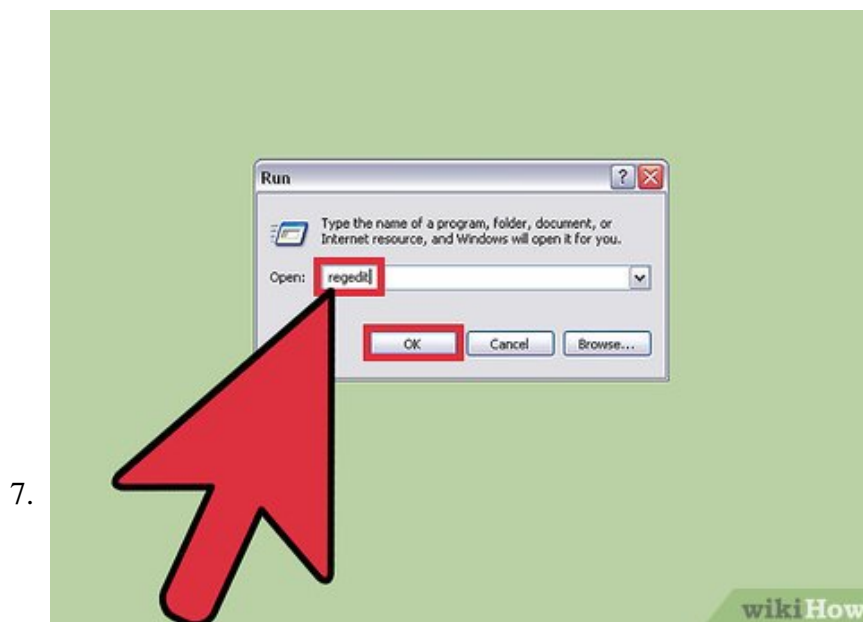 Run
Type the name of a program, folder, document, or
Internet resource, and Windows will open it for you.
Open: regedit
OK Cancel Browse...
7.
wikiHow